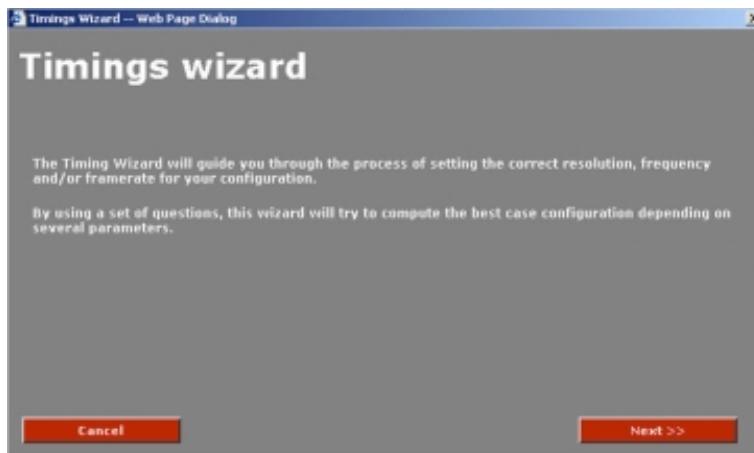 Timings Wizard -- Web Page Dialog
Timings wizard
The Timing Wizard will guide you through the process of setting the correct resolution, frequency
and/or framerate for your configuration.
By using a set of questions, this wizard will try to compute the best case configuration depending on
several parameters.
Cancel
Next >>